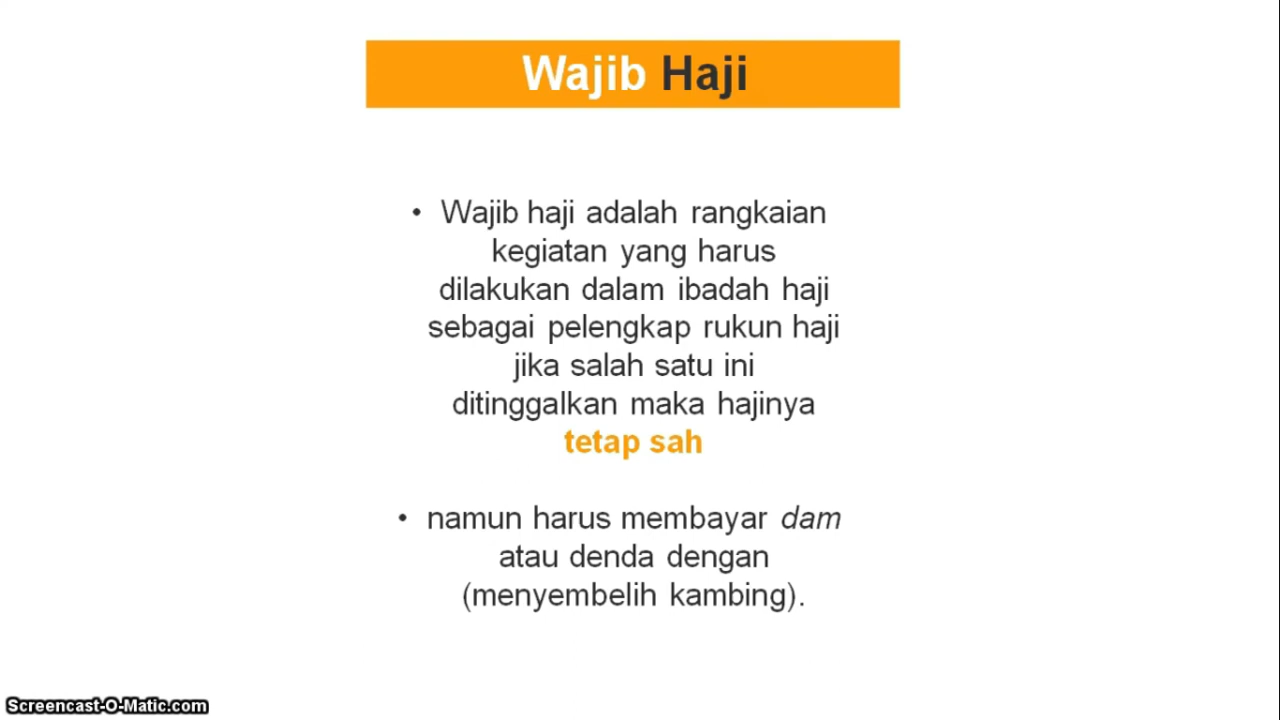 Wajib Haji
• Wajib haji adalah rangkaian
kegiatan yang harus
dilakukan dalam ibadah haji
sebagai pelengkap rukun haji
jika salah satu ini
ditinggalkan maka hajinya
tetap sah
• namun harus membayar dam
atau denda dengan
(menyembelih kambing).
Screencast-O-Matic.com